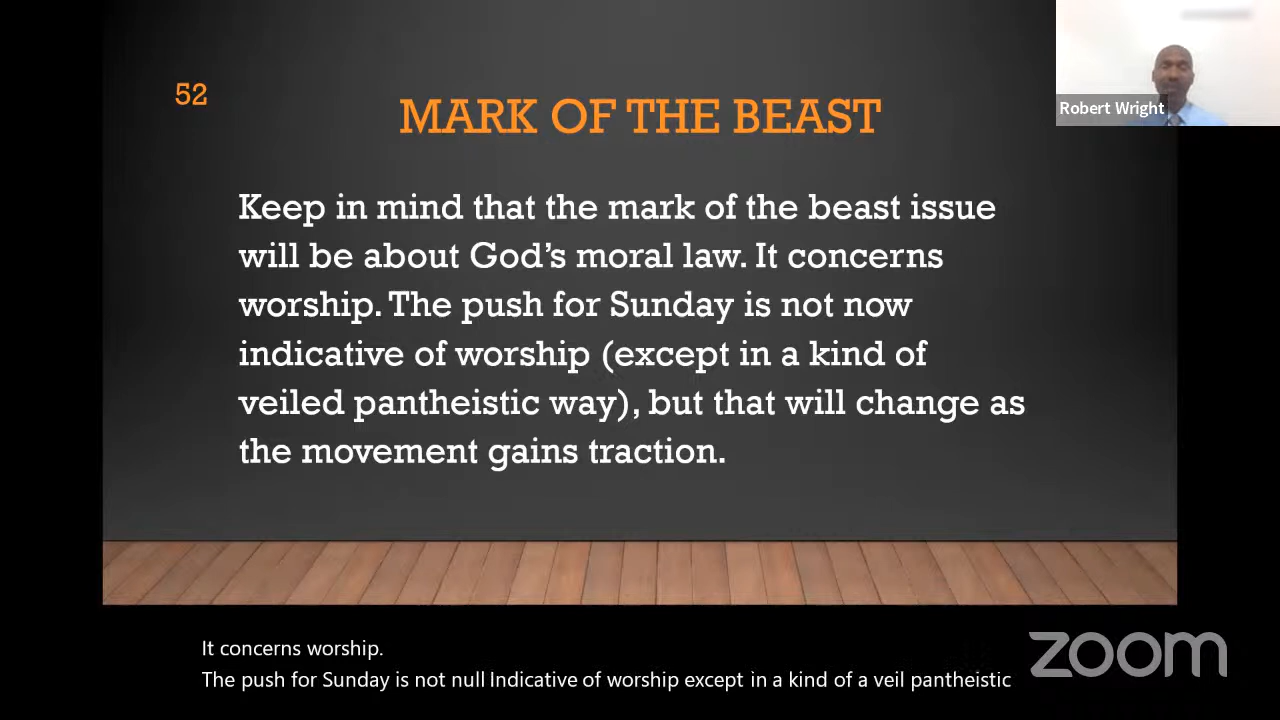 52
MARK OF THE BEAST
Robert Wright
Keep in mind that the mark of the beast issue
will be about God's moral law. It concerns
worship. The push for Sunday is not now
indicative of worship (except in a kind of
veiled pantheistic way), but that will change as
the movement gains traction.
It concerns worship.
The push for Sunday is not null Indicative of worship except in a kind of a veil pantheistic
zoom